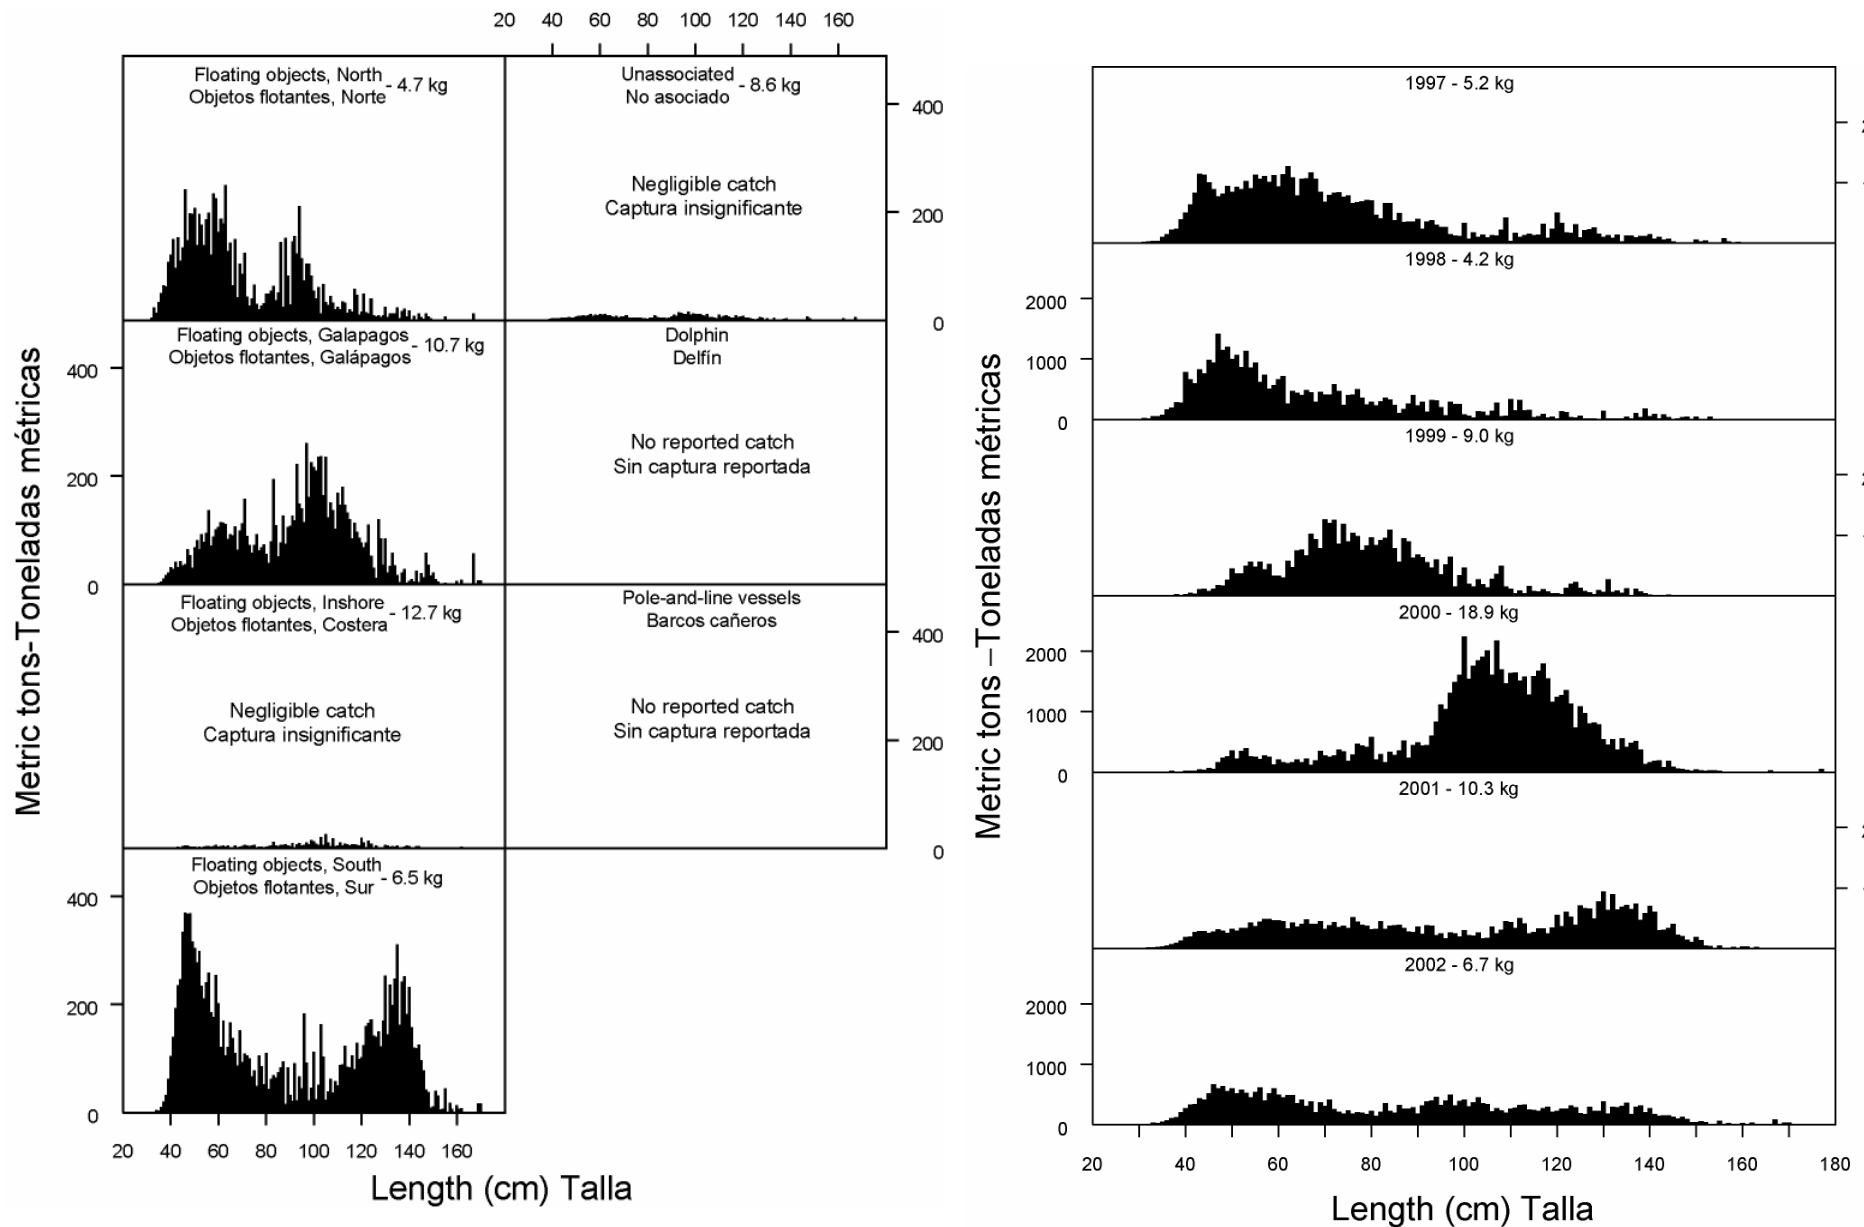 20 40 60 80 100 120 140 160
Floating objects, North
Objetos flotantes, Norte
- 4.7 kg
Unassociated
No asociado
- 8.6 kg
Negligible catch
Captura insignificante
400
200
0
Floating objects, Galapagos
Objetos flotantes, Galápagos
- 10.7 kg
Dolphin
Delfín
No reported catch
Sin captura reportada
400
200
0
Floating objects, Inshore
Objetos flotantes, Costera
- 12.7 kg
Negligible catch
Captura insignificante
Pole-and-line vessels
Barcos cañeros
No reported catch
Sin captura reportada
400
200
0
Floating objects, South
Objetos flotantes, Sur
- 6.5 kg
400
200
0
20 40 60 80 100 120 140 160
Length (cm) Talla
Metric tons-Toneladas métricas
1997 - 5.2 kg
1998 - 4.2 kg
2000
1000
0
1999 - 9.0 kg
2000 - 18.9 kg
2000
1000
0
2001 - 10.3 kg
2002 - 6.7 kg
2000
1000
0
20 40 60 80 100 120 140 160 180
Length (cm) Talla
Metric tons –Toneladas métricas